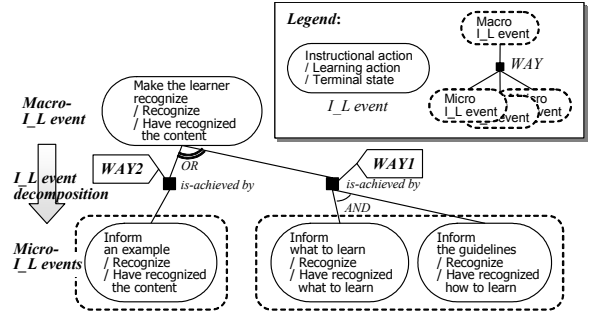 Legend:
Instructional action
/ Learning action
/ Terminal state
I_L event
Macro
I_L event
WAY
Micro
I_L event
Macro-
I_L event
Make the learner
recognize
/ Recognize
/ Have recognized
the content
OR
WAY2
WAY1
is-achieved by
is-achieved by
I_L event
decomposition
AND
Micro-
I_L events
Inform
an example
/ Recognize
/ Have recognized
the content
Inform
what to learn
/ Recognize
/ Have recognized
what to learn
Inform
the guidelines
/ Recognize
/ Have recognized
how to learn